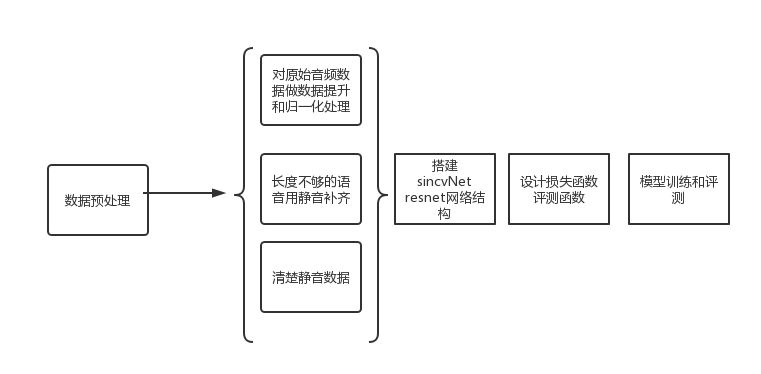 数据预处理
对原始音频数
据做数据提升
和归一化处理
长度不够的语
音用静音补齐
清楚静音数据
搭建
sincvNet
resnet网络结
构
设计损失函数
评测函数
模型训练和评
测